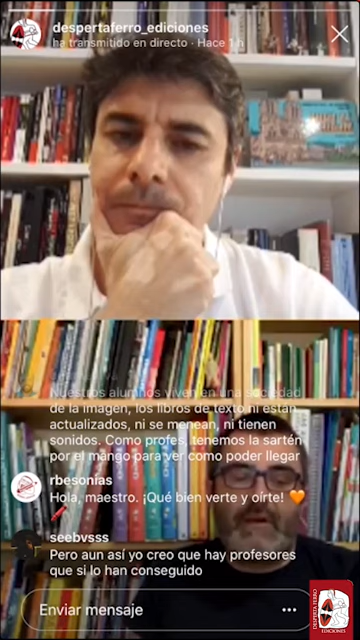 despertaferro_ediciones
ha transmitido en directo · Hace 1 h
Nuestros alumnos viven en una sociedad
de la imagen, los libros de texto ni están
actualizados, ni se menean, ni tienen
sonidos. Como profes, tenemos la sartén
por el mango para ver como poder llegar
rbesonias
Hola, maestro. ¡Qué bien verte y oírte! 🧡
seebvsss
Pero aun así yo creo que hay profesores
que si lo han conseguido
Enviar mensaje
DESPERTA FERRO
EDICIONES